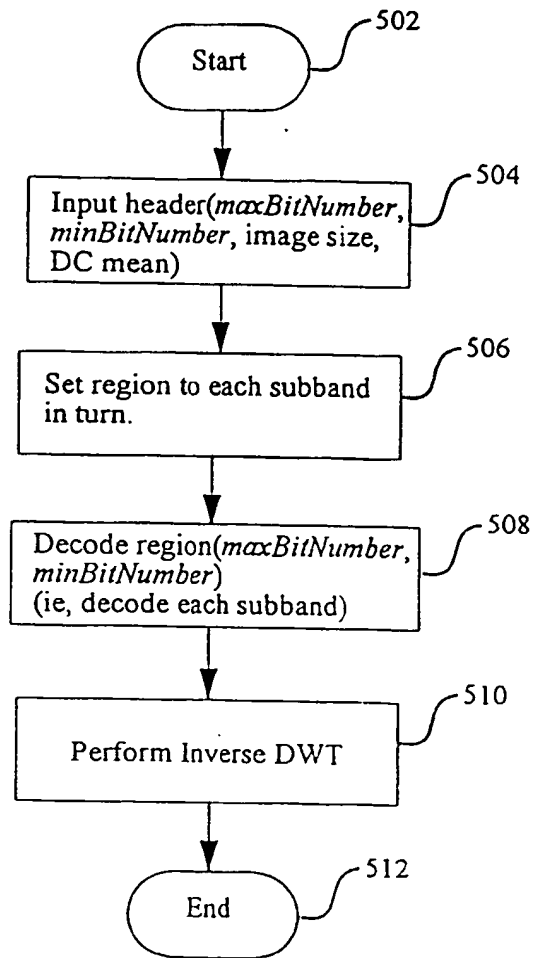 502
Start
504
Input header(maxBitNumber,
minBitNumber, image size,
DC mean)
506
Set region to each subband
in turn.
508
Decode region(maxBitNumber,
minBitNumber)
(ie, decode each subband)
510
Perform Inverse DWT
512
End